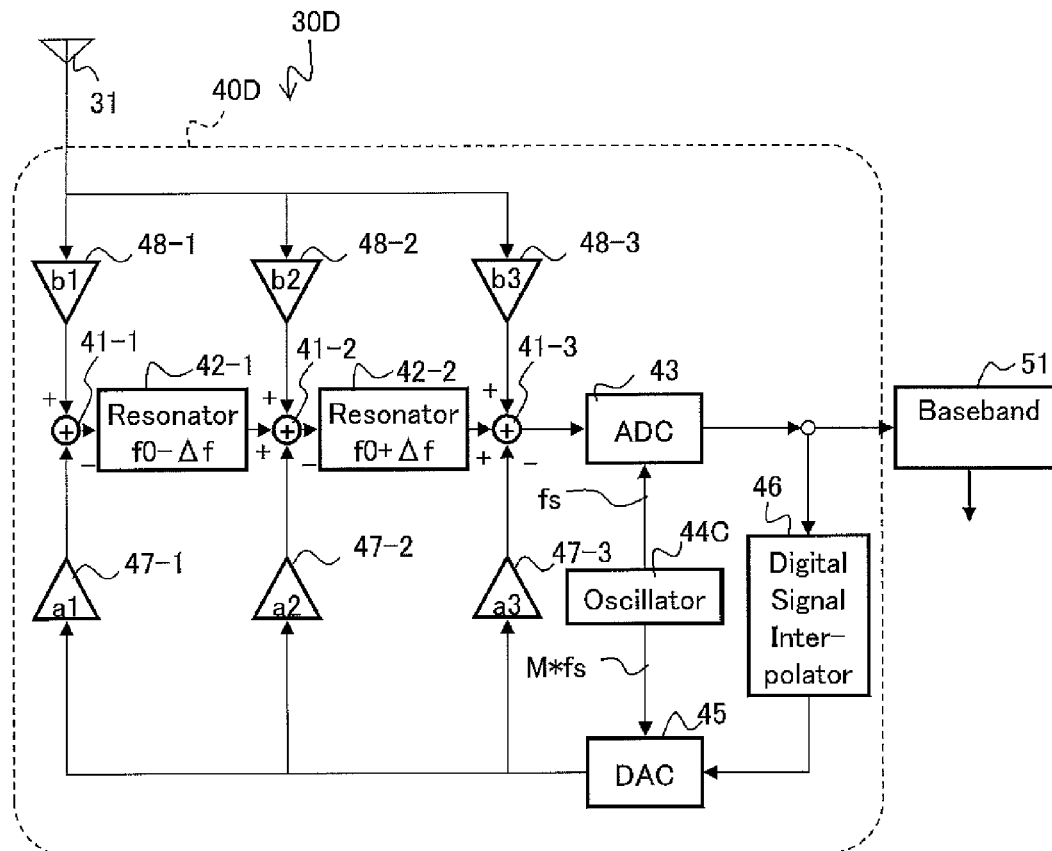 30D
40D
31
48-1
48-2
48-3
b1
b2
b3
41-1
42-1
41-2
42-2
41-3
43
51
+
+
+
+
Resonator
f0-Δf
+
+
Resonator
f0+Δf
+
+
ADC
Baseband
−
−
−
fs
46
44C
47-1
47-2
47-3
a1
a2
a3
Oscillator
Digital
Signal
Inter-
polator
M*fs
45
DAC